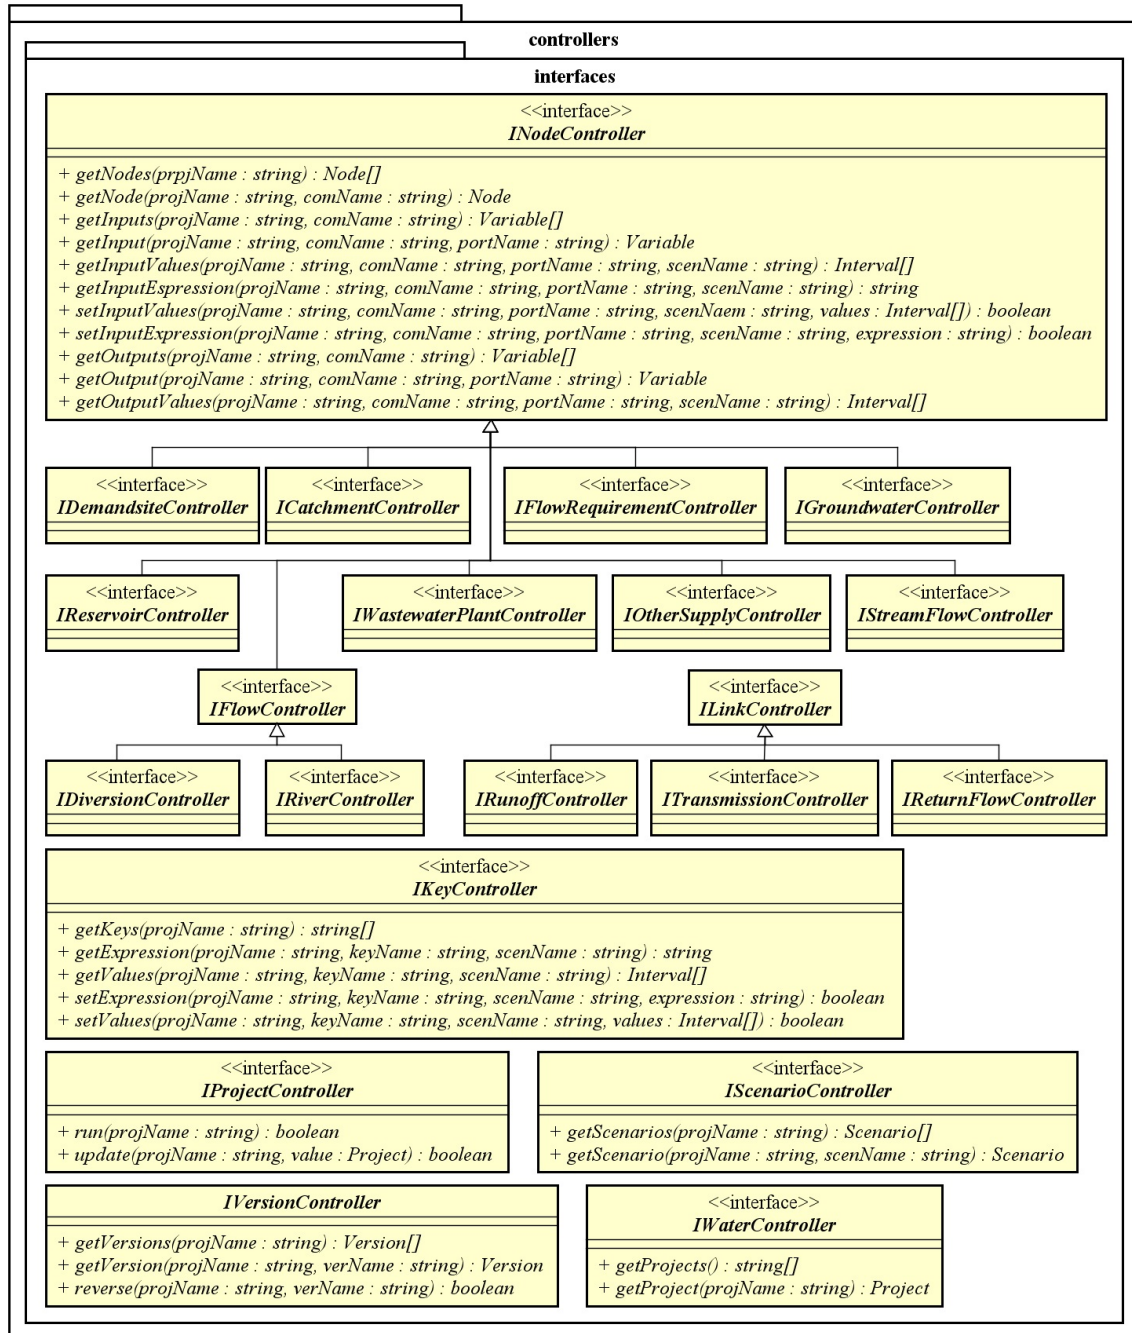 controllers
interfaces
<<interface>>
INodeController
+ getNodes(prpjName : string) : Node[]
+ getNode(projName : string, comName : string) : Node
+ getInputs(projName : string, comName : string) : Variable[]
+ getInput(projName : string, comName : string, portName : string) : Variable
+ getInputValues(projName : string, comName : string, portName : string, scenName : string) : Interval[]
+ getInputEspression(projName : string, comName : string, portName : string, scenName : string) : string
+ setInputValues(projName : string, comName : string, portName : string, scenNaem : string, values : Interval[]) : boolean
+ setInputExpression(projName : string, comName : string, portName : string, scenName : string, expression : string) : boolean
+ getOutputs(projName : string, comName : string) : Variable[]
+ getOutput(projName : string, comName : string, portName : string) : Variable
+ getOutputValues(projName : string, comName : string, portName : string, scenName : string) : Interval[]
<<interface>>
IDemandsiteController
<<interface>>
ICatchmentController
<<interface>>
IFlowRequirementController
<<interface>>
IGroundwaterController
<<interface>>
IReservoirController
<<interface>>
IWastewaterPlantController
<<interface>>
IOtherSupplyController
<<interface>>
IStreamFlowController
<<interface>>
IFlowController
<<interface>>
ILinkController
<<interface>>
IDiversionController
<<interface>>
IRiverController
<<interface>>
IRunoffController
<<interface>>
ITransmissionController
<<interface>>
IReturnFlowController
<<interface>>
IKeyController
+ getKeys(projName : string) : string[]
+ getExpression(projName : string, keyName : string, scenName : string) : string
+ getValues(projName : string, keyName : string, scenName : string) : Interval[]
+ setExpression(projName : string, keyName : string, scenName : string, expression : string) : boolean
+ setValues(projName : string, keyName : string, scenName : string, values : Interval[]) : boolean
<<interface>>
IProjectController
+ run(projName : string) : boolean
+ update(projName : string, value : Project) : boolean
<<interface>>
IScenarioController
+ getScenarios(projName : string) : Scenario[]
+ getScenario(projName : string, scenName : string) : Scenario
IVersionController
+ getVersions(projName : string) : Version[]
+ getVersion(projName : string, verName : string) : Version
+ reverse(projName : string, verName : string) : boolean
<<interface>>
IWaterController
+ getProjects() : string[]
+ getProject(projName : string) : Project